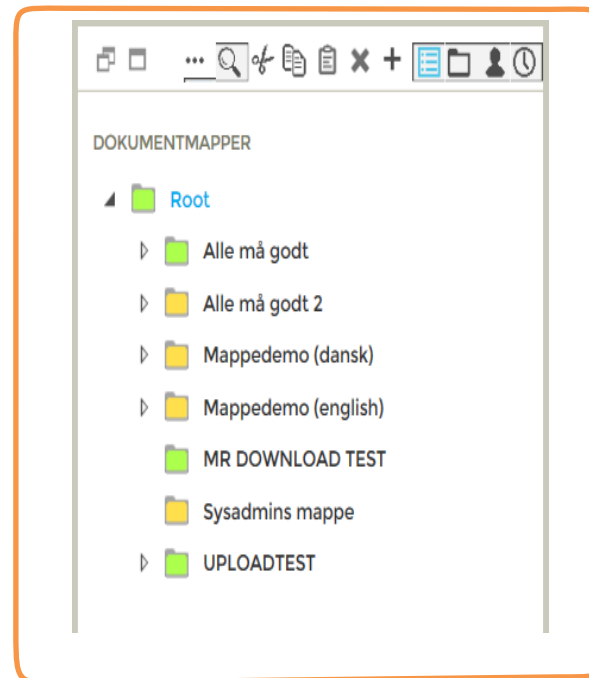 DOKUMENTMAPPER
Root
Alle må godt
Alle må godt 2
Mappedemo (dansk)
Mappedemo (english)
MR DOWNLOAD TEST
Sysadmins mappe
UPLOADTEST